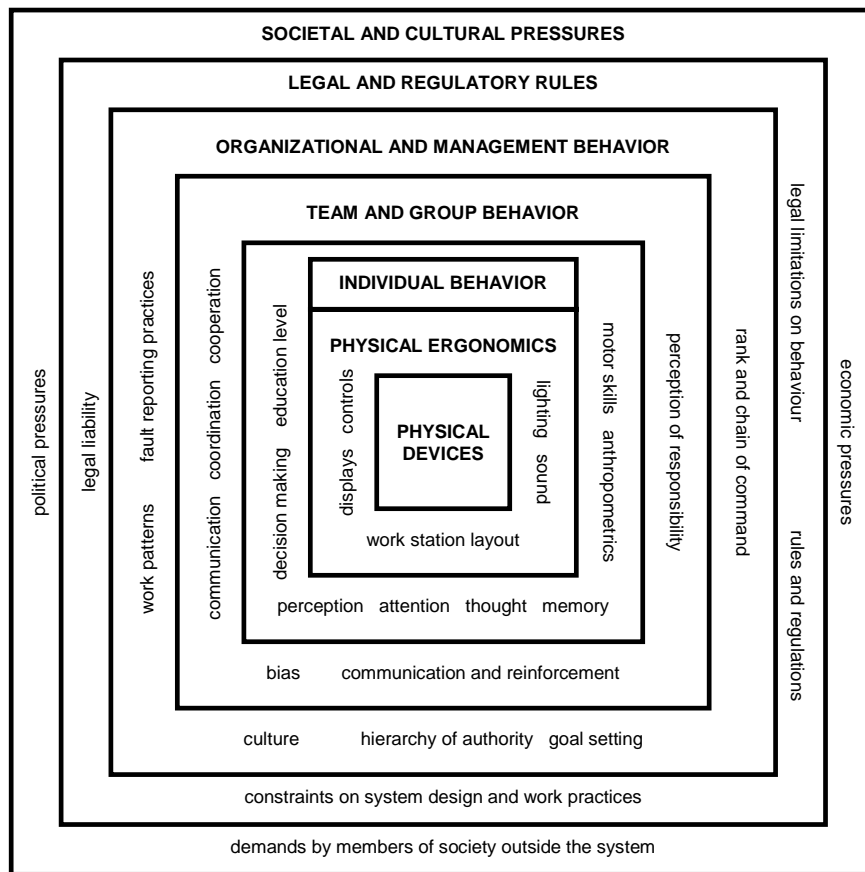 SOCIETAL AND CULTURAL PRESSURES
LEGAL AND REGULATORY RULES
ORGANIZATIONAL AND MANAGEMENT BEHAVIOR
TEAM AND GROUP BEHAVIOR
INDIVIDUAL BEHAVIOR
PHYSICAL ERGONOMICS
PHYSICAL
DEVICES
displays controls
lighting sound
work station layout
decision making education level
motor skills anthropometrics
perception attention thought memory
communication coordination cooperation
perception of responsibility
bias communication and reinforcement
work patterns fault reporting practices
rank and chain of command
culture hierarchy of authority goal setting
legal liability
legal limitations on behaviour
rules and regulations
constraints on system design and work practices
political pressures
economic pressures
demands by members of society outside the system